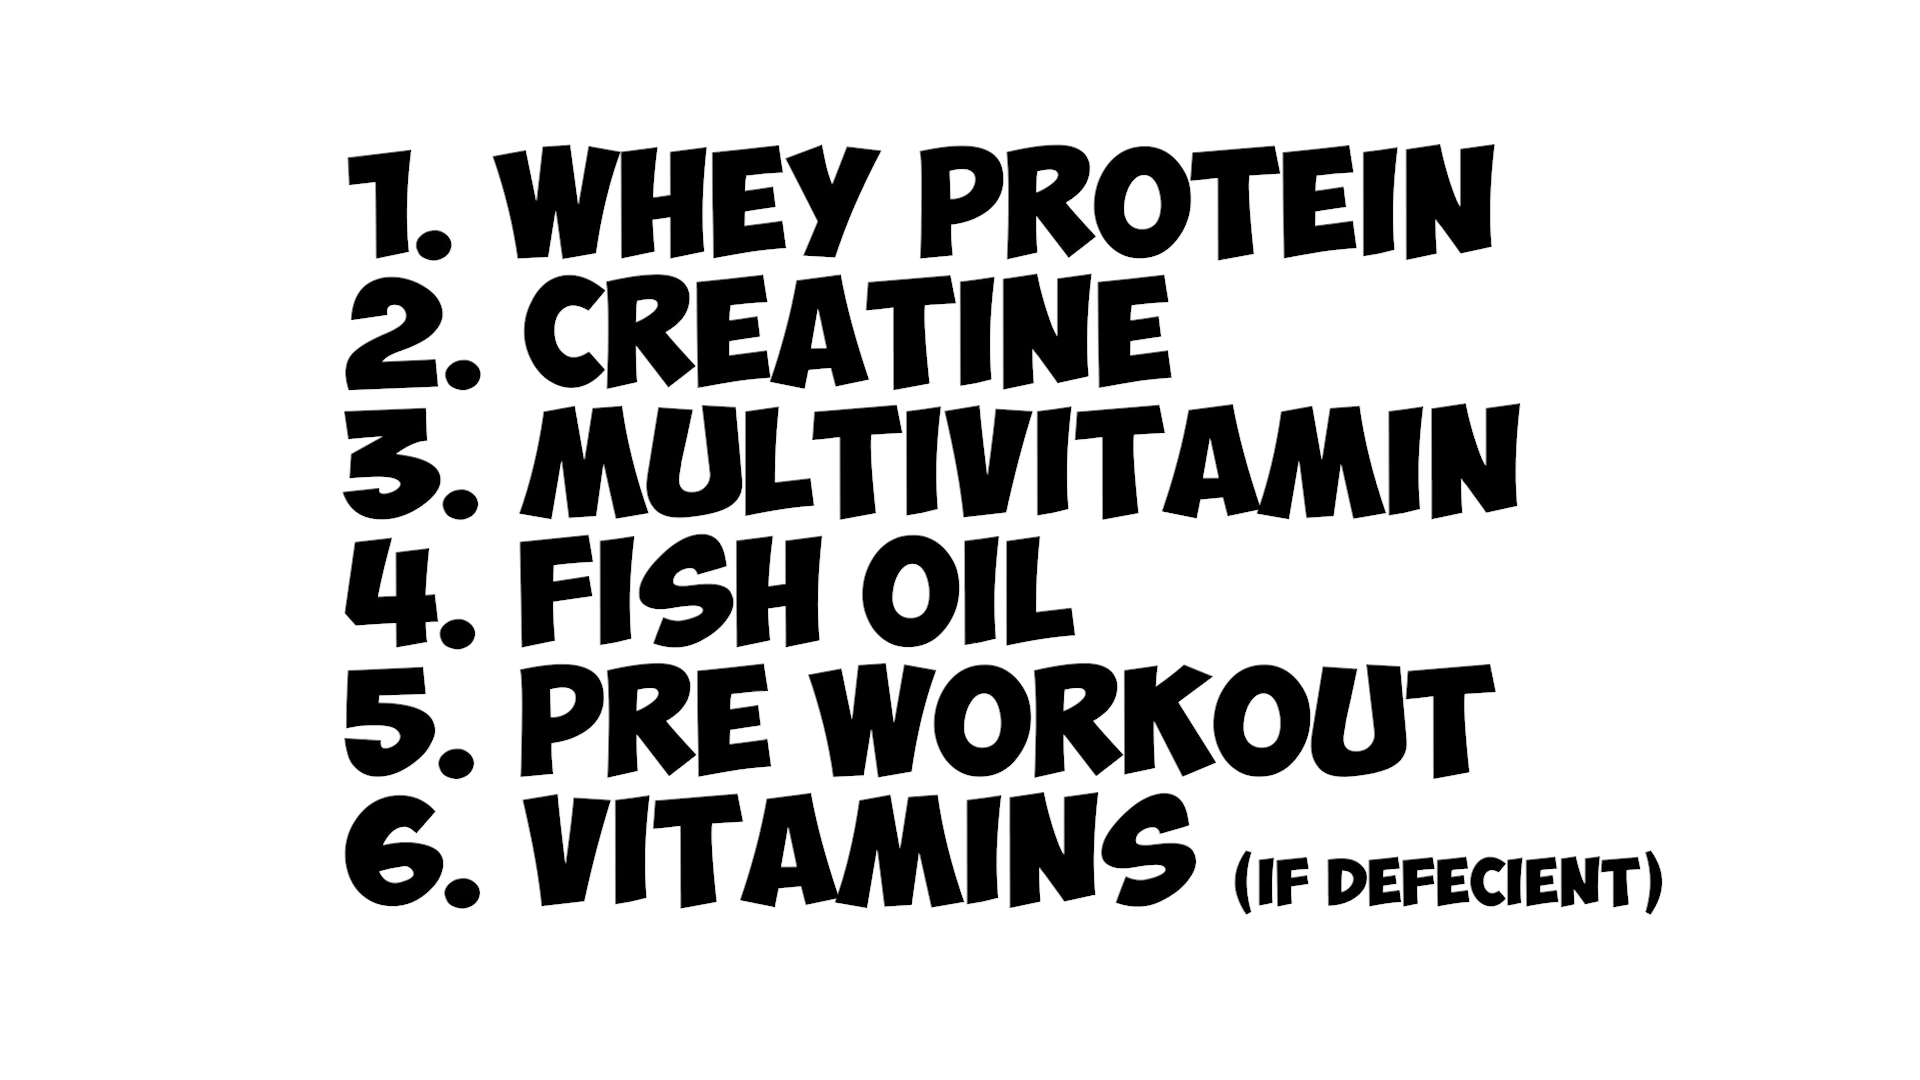 1. WHEY PROTEIN
2. CREATINE
3. MULTIVITAMIN
4. FISH OIL
5. PRE WORKOUT
6. VITAMINS (IF DEFECIENT)